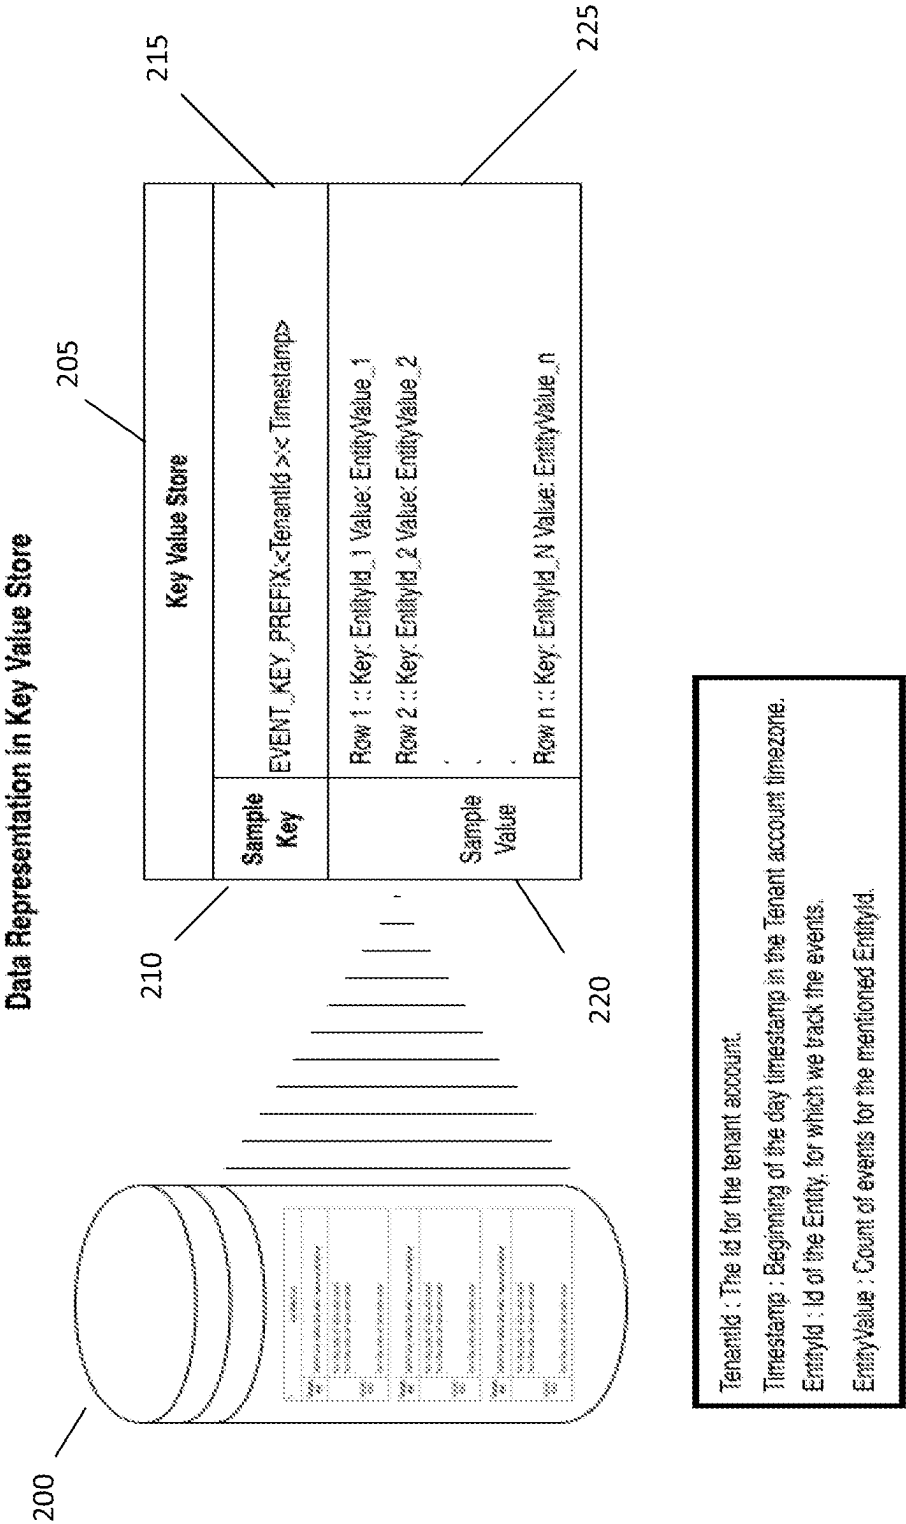 Data Representation in Key Value Store
200
205
Key Value Store
210
Sample
Key
EVENT_KEY_PREFIX:<TenantId >:< Timestamp>
215
220
Sample
Value
Row 1 :: Key: EntityId_1 Value: EntityValue_1
Row 2 :: Key: EntityId_2 Value: EntityValue_2
.
.
.
Row n :: Key: EntityId_N Value: EntityValue_n
225
TenantId : The Id for the tenant account.
Timestamp : Beginning of the day timestamp in the Tenant account timezone.
EntityId : Id of the Entity, for which we track the events.
EntityValue : Count of events for the mentioned EntityId.